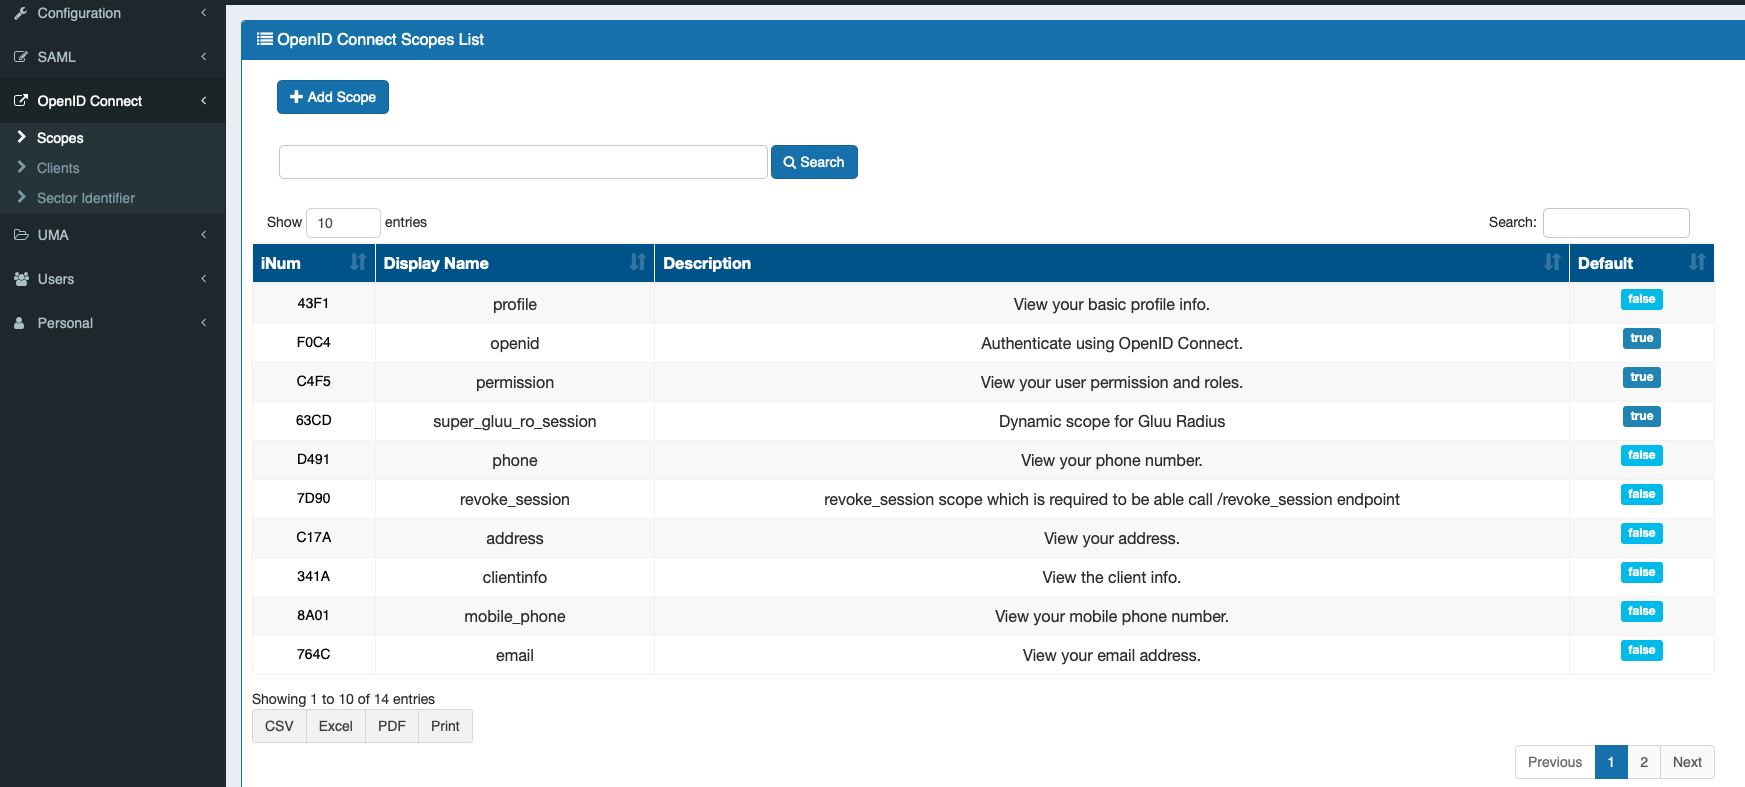 Configuration
SAML
OpenID Connect
Scopes
Clients
Sector Identifier
UMA
Users
Personal
OpenID Connect Scopes List
Add Scope
Search
Show 10 entries
Search:
iNum Display Name Description Default
43F1 profile View your basic profile info. false
F0C4 openid Authenticate using OpenID Connect. true
C4F5 permission View your user permission and roles. true
63CD super_gluu_ro_session Dynamic scope for Gluu Radius true
D491 phone View your phone number. false
7D90 revoke_session revoke_session scope which is required to be able call /revoke_session endpoint false
C17A address View your address. false
341A clientinfo View the client info. false
8A01 mobile_phone View your mobile phone number. false
764C email View your email address. false
Showing 1 to 10 of 14 entries
CSV Excel PDF Print
Previous 1 2 Next